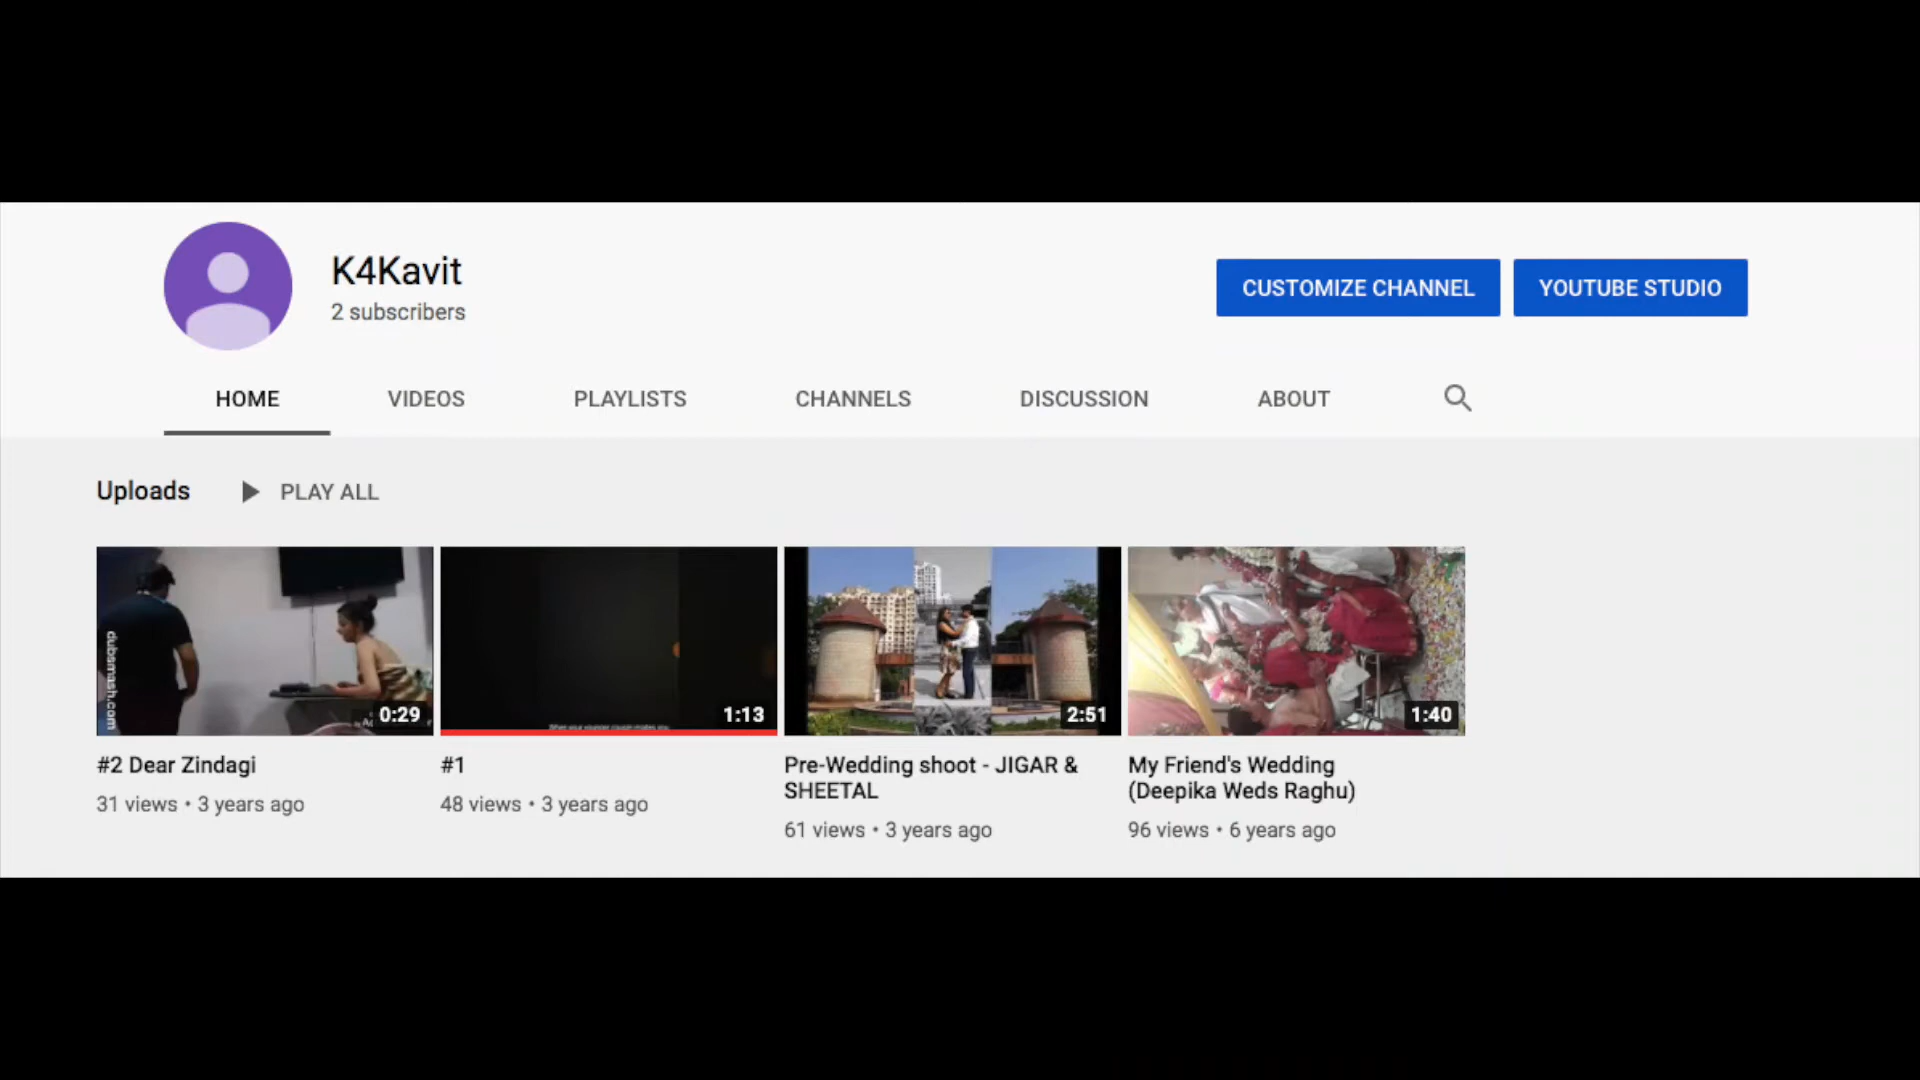 K4Kavit
2 subscribers
CUSTOMIZE CHANNEL
YOUTUBE STUDIO
HOME
VIDEOS
PLAYLISTS
CHANNELS
DISCUSSION
ABOUT
Uploads
PLAY ALL
dubsmash.com
0:29
1:13
2:51
1:40
#2 Dear Zindagi
31 views • 3 years ago
#1
48 views • 3 years ago
Pre-Wedding shoot - JIGAR &
SHEETAL
61 views • 3 years ago
My Friend's Wedding
(Deepika Weds Raghu)
96 views • 6 years ago